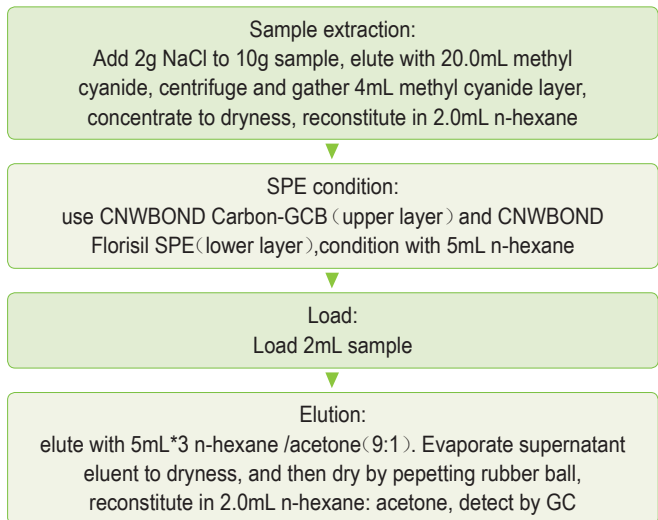 Sample extraction:
Add 2g NaCl to 10g sample, elute with 20.0mL methyl
cyanide, centrifuge and gather 4mL methyl cyanide layer,
concentrate to dryness, reconstitute in 2.0mL n-hexane
SPE condition:
use CNWBOND Carbon-GCB（upper layer）and CNWBOND
Florisil SPE（lower layer）,condition with 5mL n-hexane
Load:
Load 2mL sample
Elution:
elute with 5mL*3 n-hexane /acetone（9:1）. Evaporate supernatant
eluent to dryness, and then dry by pepetting rubber ball,
reconstitute in 2.0mL n-hexane: acetone, detect by GC